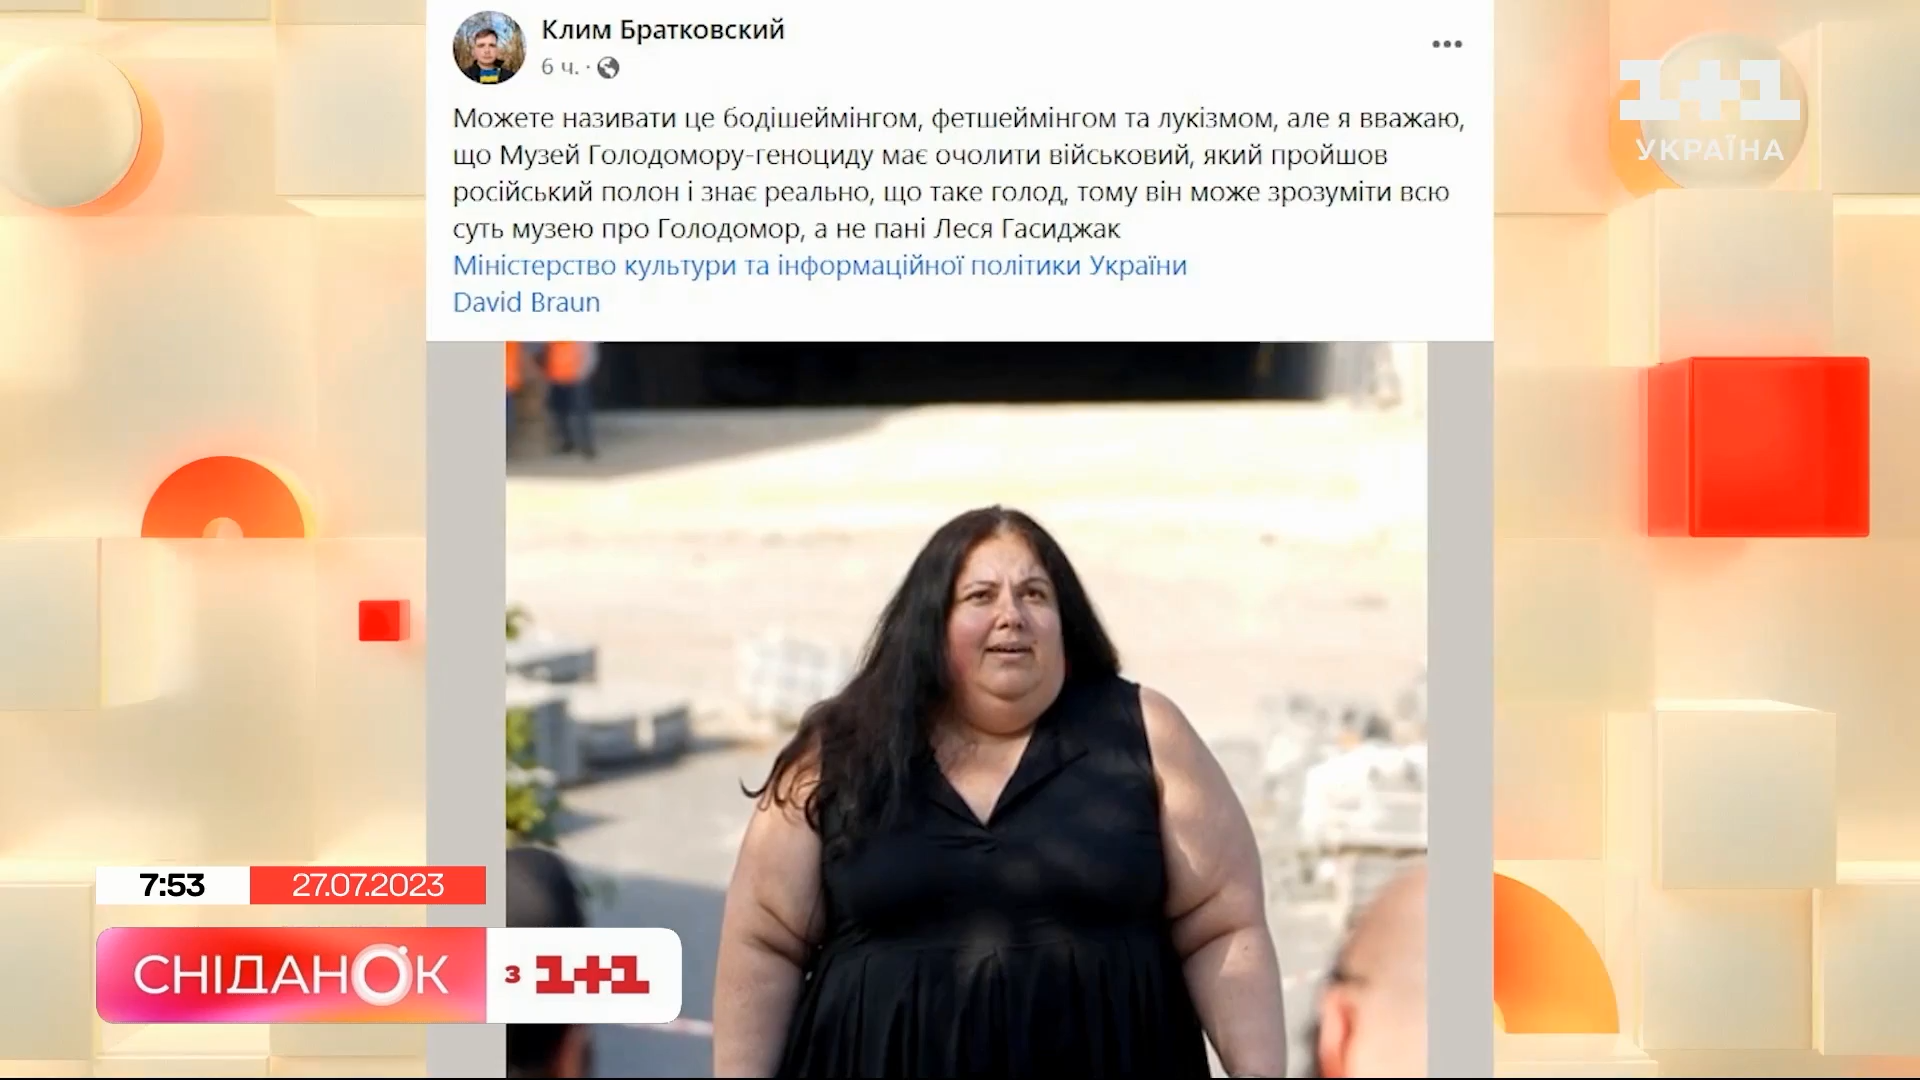 Клим Братковский
6 ч. ·
Можете називати це бодішеймінгом, фетшеймінгом та лукізмом, але я вважаю,
що Музей Голодомору-геноциду має очолити військовий, який пройшов
російський полон і знає реально, що таке голод, тому він може зрозуміти всю
суть музею про Голодомор, а не пані Леся Гасиджак
Міністерство культури та інформаційної політики України
David Braun
1+1
УКРАЇНА
7:53 27.07.2023
СНІДАНОК З 1+1